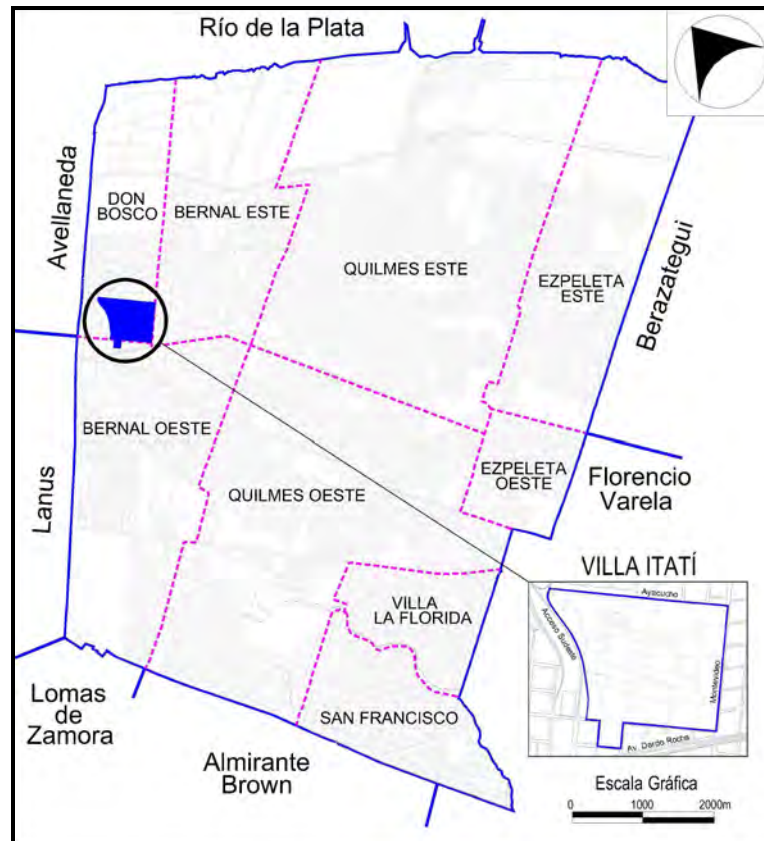 Río de la Plata
Avellaneda
DON
BOSCO
BERNAL ESTE
QUILMES ESTE
EZPELETA
ESTE
Berazategui
BERNAL OESTE
Lanus
QUILMES OESTE
EZPELETA
OESTE
Florencio
Varela
VILLA ITATÍ
Ayacucho
Acceso Sudeste
Montevideo
Av. Dardo Rocha
VILLA
LA FLORIDA
SAN FRANCISCO
Lomas
de
Zamora
Almirante
Brown
Escala Gráfica
0 1000 2000m